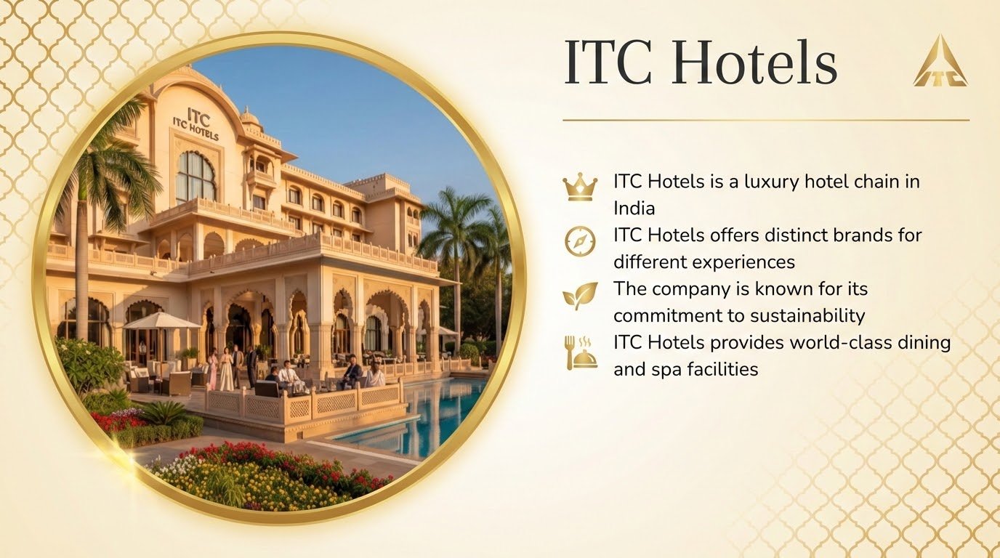 ITC
ITC HOTELS
ITC Hotels
ITC
ITC Hotels is a luxury hotel chain in
India
ITC Hotels offers distinct brands for
different experiences
The company is known for its
commitment to sustainability
ITC Hotels provides world-class dining
and spa facilities